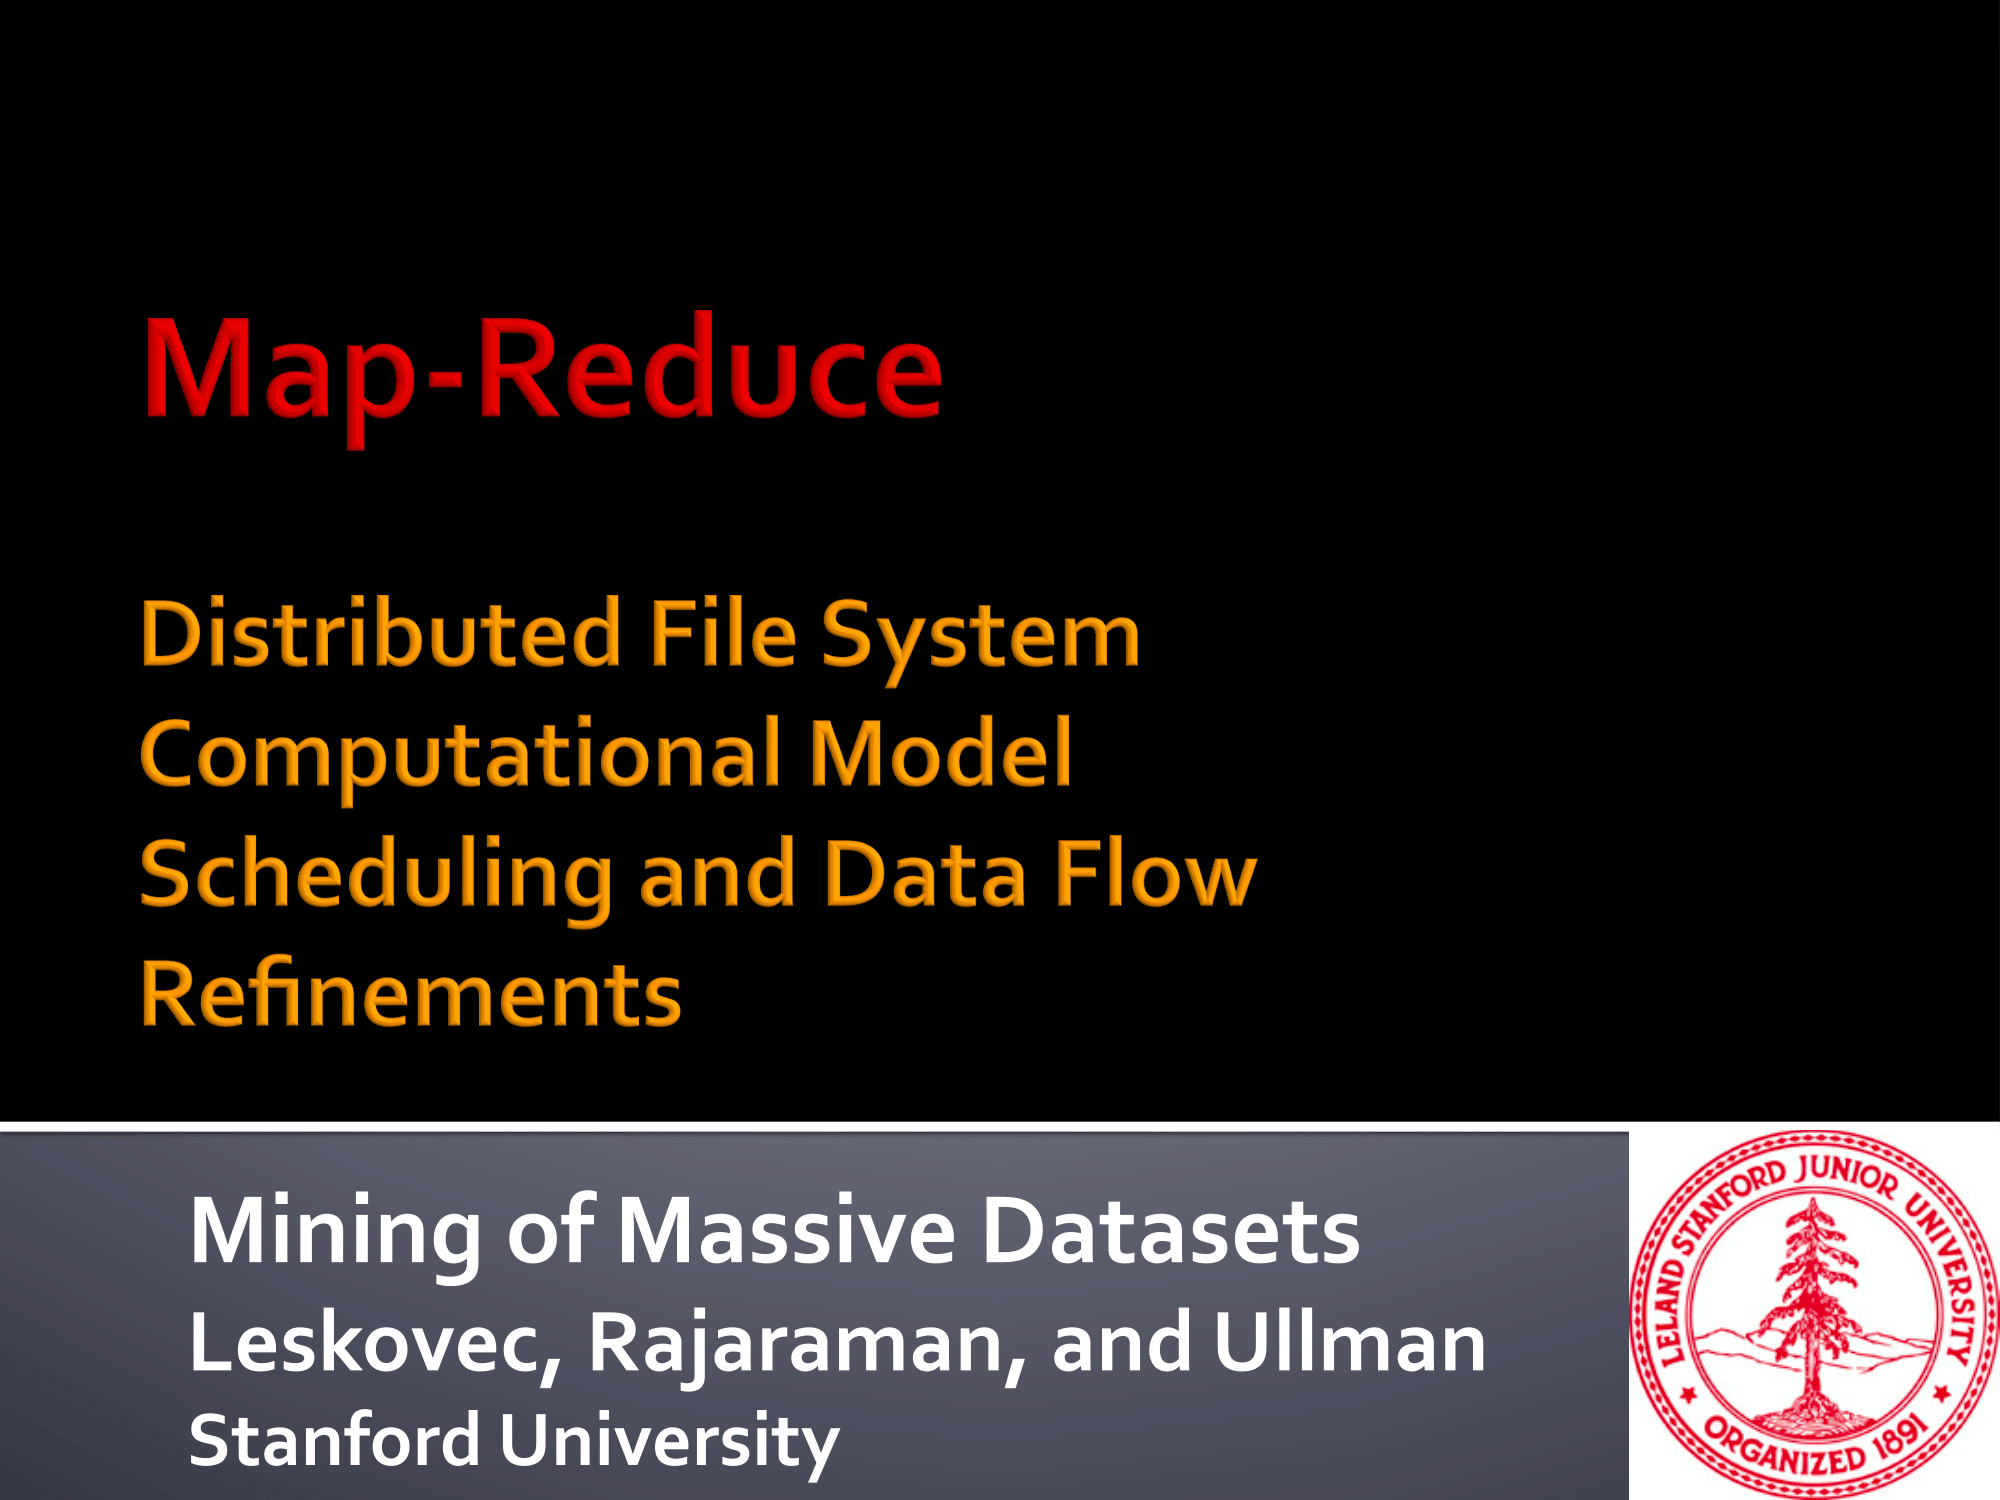 Map-Reduce
Distributed File System
Computational Model
Scheduling and Data Flow
Refinements
Mining of Massive Datasets
Leskovec, Rajaraman, and Ullman
Stanford University
LELAND STANFORD JUNIOR UNIVERSITY
ORGANIZED 1891